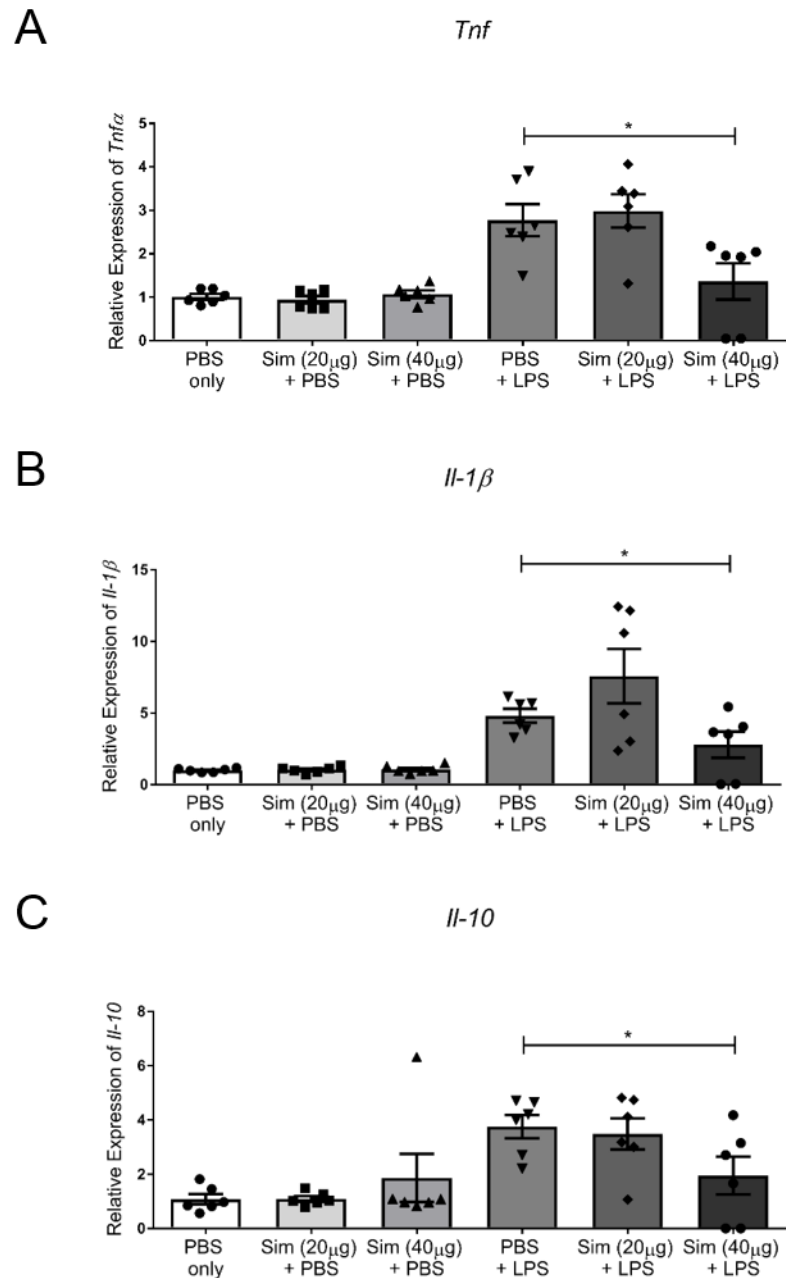 A
Tnf
Relative Expression of Tnfα
5
4
3
2
1
0
*
PBS only
Sim (20μg) + PBS
Sim (40μg) + PBS
PBS + LPS
Sim (20μg) + LPS
Sim (40μg) + LPS
B
Il-1β
Relative Expression of Il-1β
15
10
5
0
*
PBS only
Sim (20μg) + PBS
Sim (40μg) + PBS
PBS + LPS
Sim (20μg) + LPS
Sim (40μg) + LPS
C
Il-10
Relative Expression of Il-10
8
6
4
2
0
*
PBS only
Sim (20μg) + PBS
Sim (40μg) + PBS
PBS + LPS
Sim (20μg) + LPS
Sim (40μg) + LPS